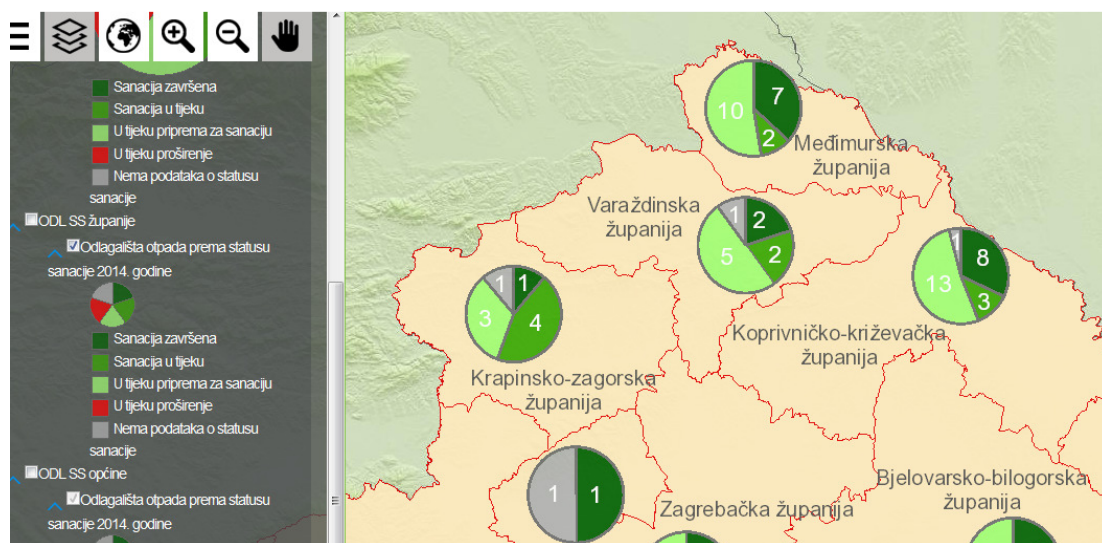 Sanacija završena
Sanacija u tijeku
U tijeku priprema za sanaciju
U tijeku proširenje
Nema podataka o statusu
sanacije
ODL SS županije
Odlagališta otpada prema statusu
sanacije 2014. godine
Sanacija završena
Sanacija u tijeku
U tijeku priprema za sanaciju
U tijeku proširenje
Nema podataka o statusu
sanacije
ODL SS općine
Odlagališta otpada prema statusu
sanacije 2014. godine
10
7
2
Međimurska
županija
Varaždinska
županija
1
2
5
2
1
8
13
3
Koprivničko-križevačka
županija
1
1
3
4
Krapinsko-zagorska
županija
1
1
Zagrebačka županija
Bjelovarsko-bilogorska
županija